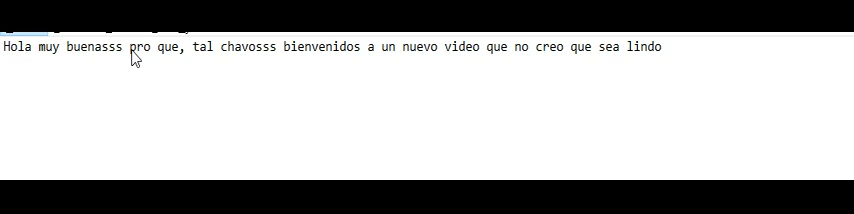 Hola muy buenasss pro que, tal chavosss bienvenidos a un nuevo video que no creo que sea lindo